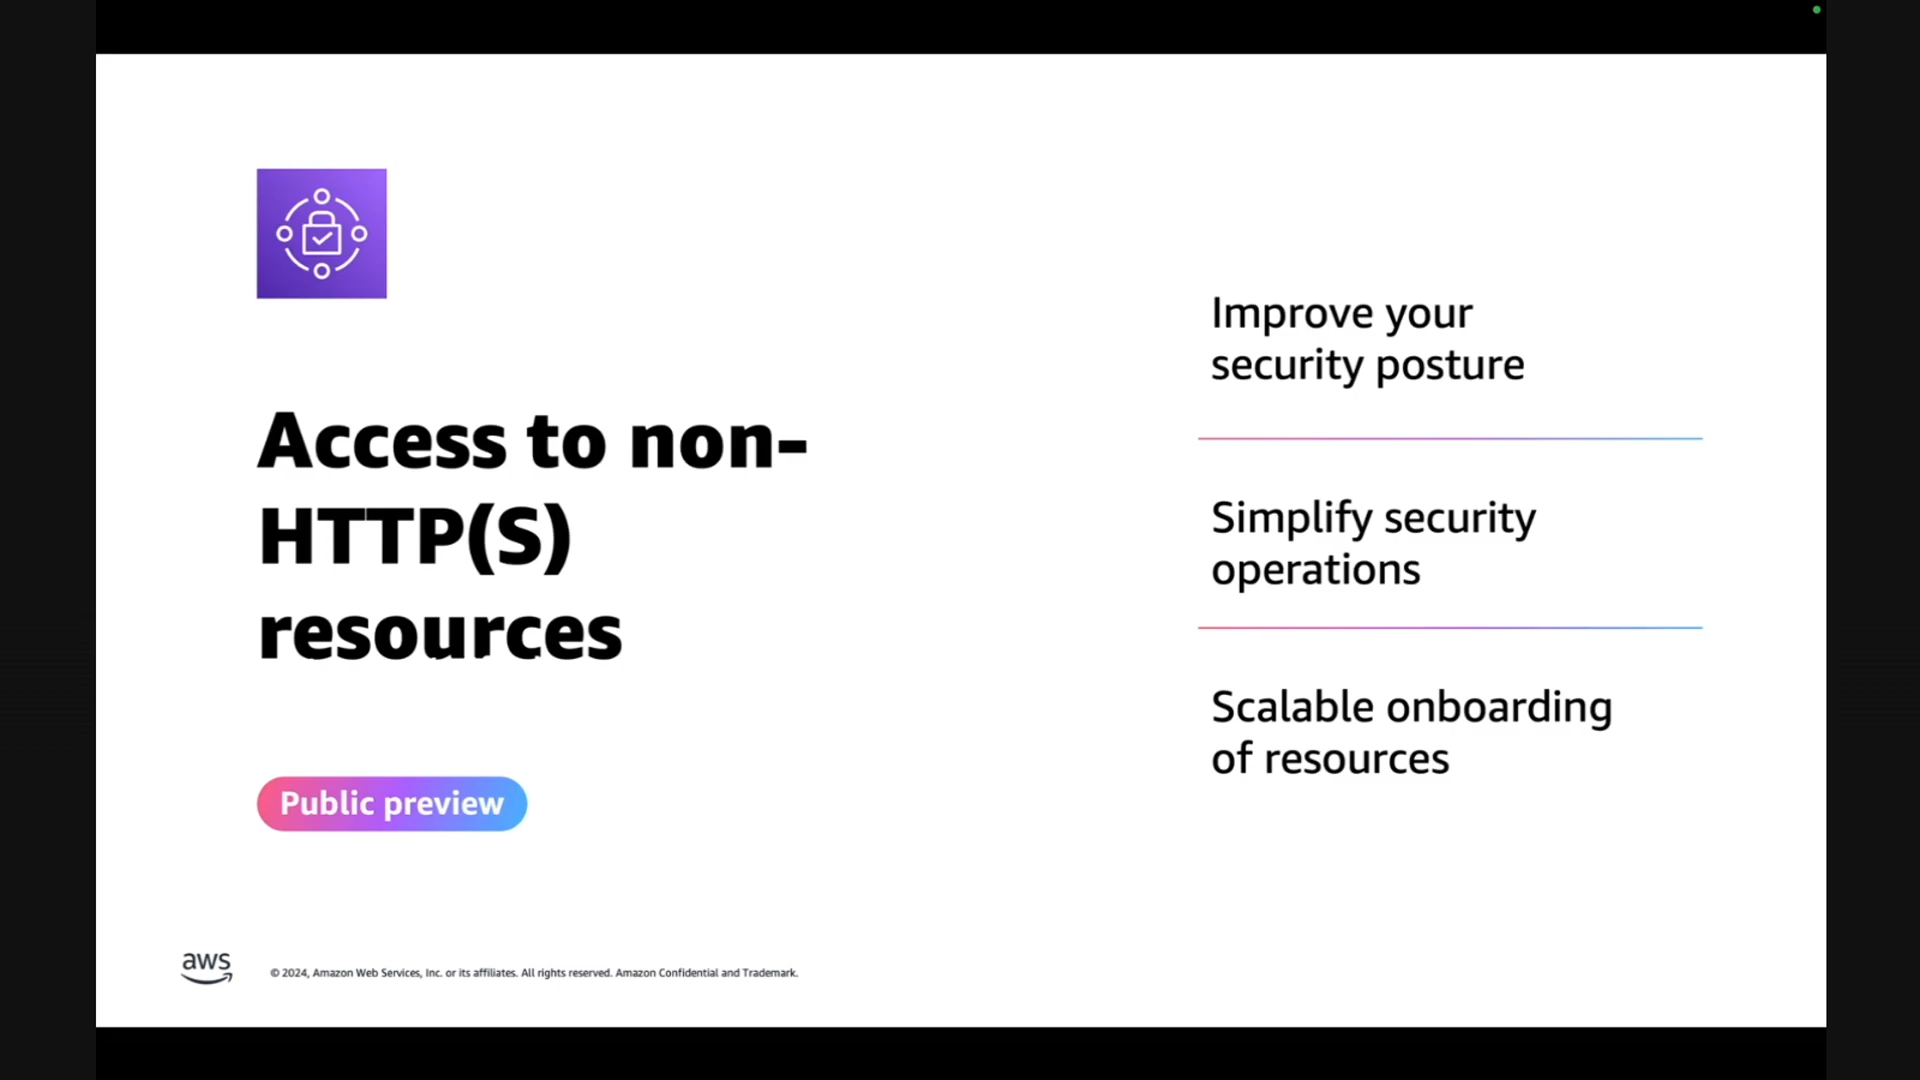 Access to non-
HTTP(S)
resources
Public preview
Improve your
security posture
Simplify security
operations
Scalable onboarding
of resources
aws
© 2024, Amazon Web Services, Inc. or its affiliates. All rights reserved. Amazon Confidential and Trademark.